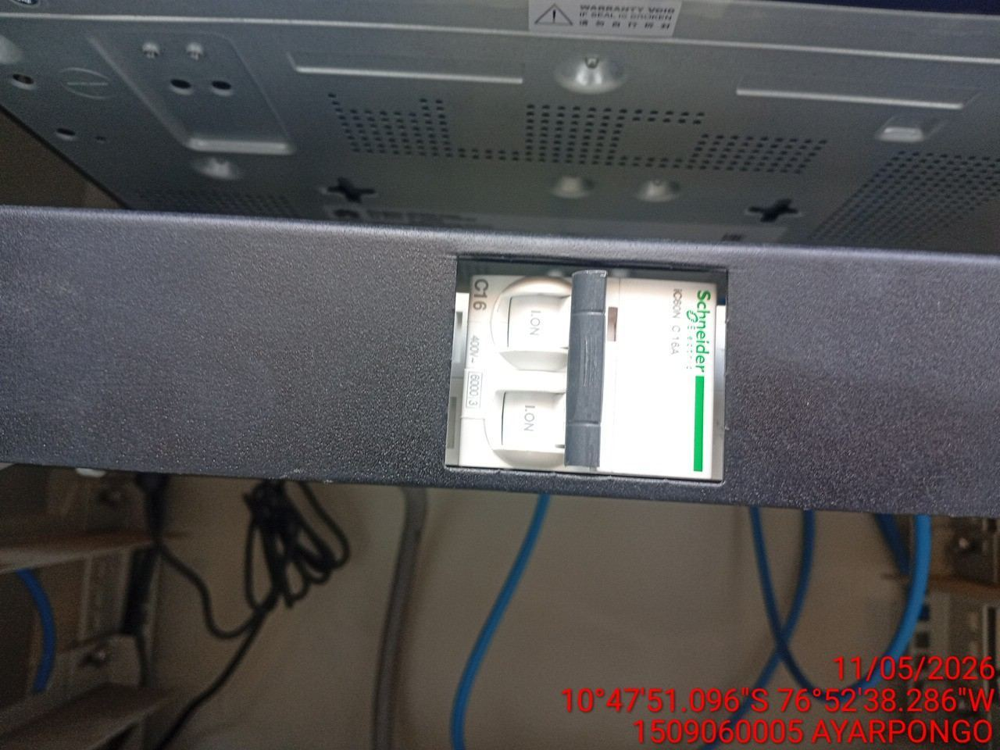 WARRANTY VOID
IF SEAL IS BROKEN
C16
400V~
6000 3
I.ON
I.ON
Schneider
Electric
iC60N C 16A
11/05/2026
10°47'51.096"S 76°52'38.286"W
1509060005 AYARPONGO